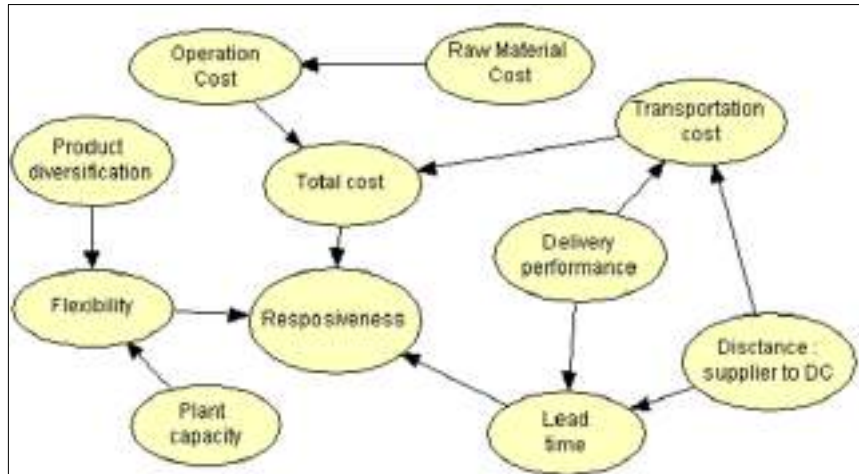 Operation
Cost
Raw Material
Cost
Transportation
cost
Product
diversification
Total cost
Delivery
performance
Flexibility
Resposiveness
Disctance :
supplier to DC
Plant
capacity
Lead
time